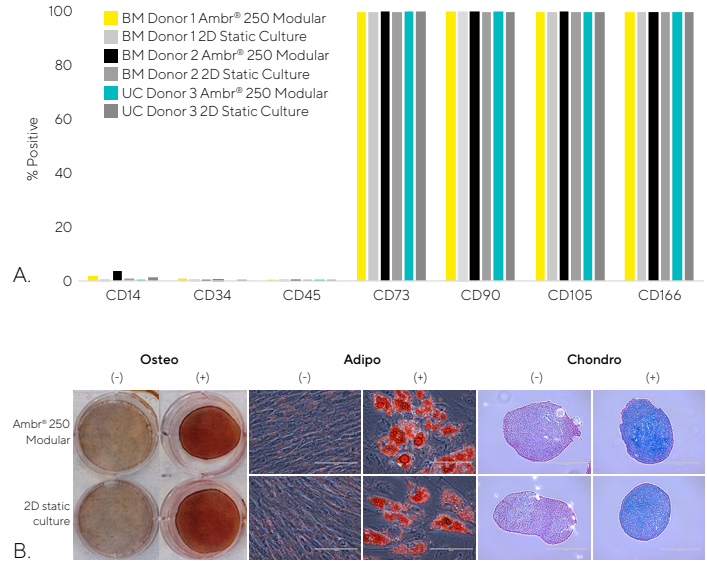 100
80
60
40
20
0
% Positive
BM Donor 1 Ambr® 250 Modular
BM Donor 1 2D Static Culture
BM Donor 2 Ambr® 250 Modular
BM Donor 2 2D Static Culture
UC Donor 3 Ambr® 250 Modular
UC Donor 3 2D Static Culture
A.
CD14 CD34 CD45 CD73 CD90 CD105 CD166
Osteo Adipo Chondro
(-) (+) (-) (+) (-) (+)
Ambr® 250
Modular
2D static
culture
B.